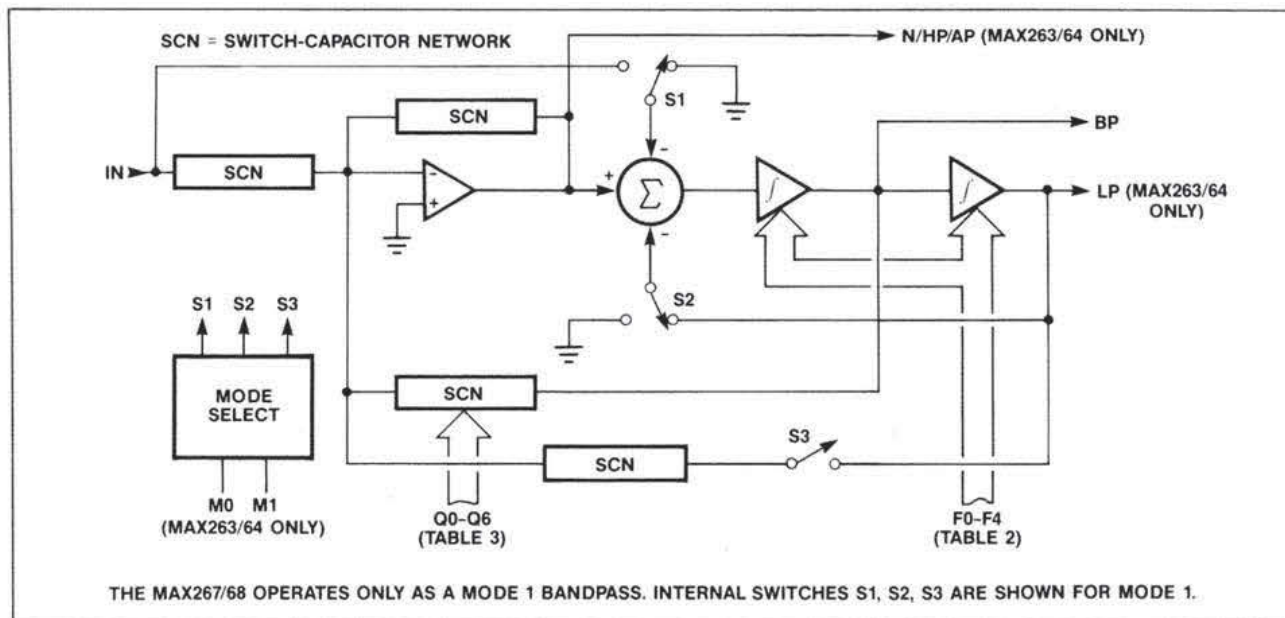 SCN = SWITCH-CAPACITOR NETWORK
N/HP/AP (MAX263/64 ONLY)
S1
SCN
BP
IN
SCN
-
+
+
-
Σ
-
∫
∫
LP (MAX263/64
ONLY)
S2
S1 S2 S3
MODE
SELECT
SCN
S3
SCN
M0 M1
(MAX263/64 ONLY)
Q0-Q6
(TABLE 3)
F0-F4
(TABLE 2)
THE MAX267/68 OPERATES ONLY AS A MODE 1 BANDPASS. INTERNAL SWITCHES S1, S2, S3 ARE SHOWN FOR MODE 1.